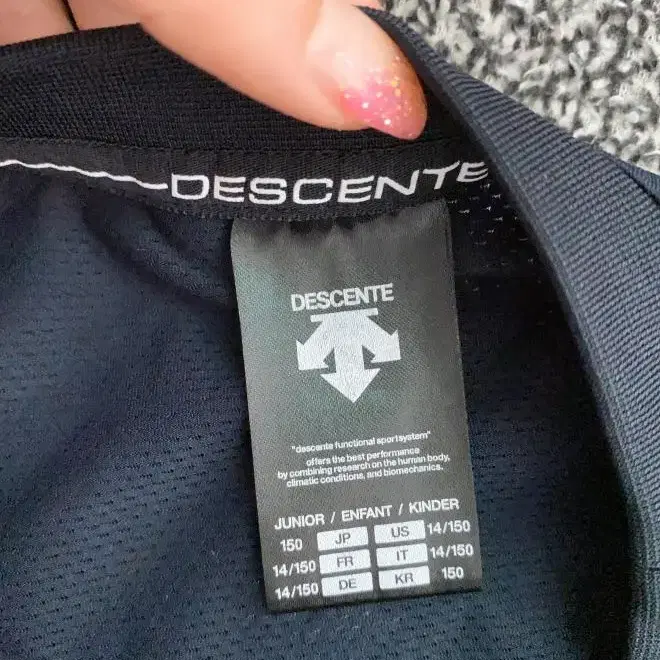 DESCENTE
DESCENTE
"descente functional sportsystem"
offers the best performance
by combining research on the human body,
climatic conditions, and biomechanics.
JUNIOR / ENFANT / KINDER
150 JP US 14/150
14/150 FR IT 14/150
14/150 DE KR 150